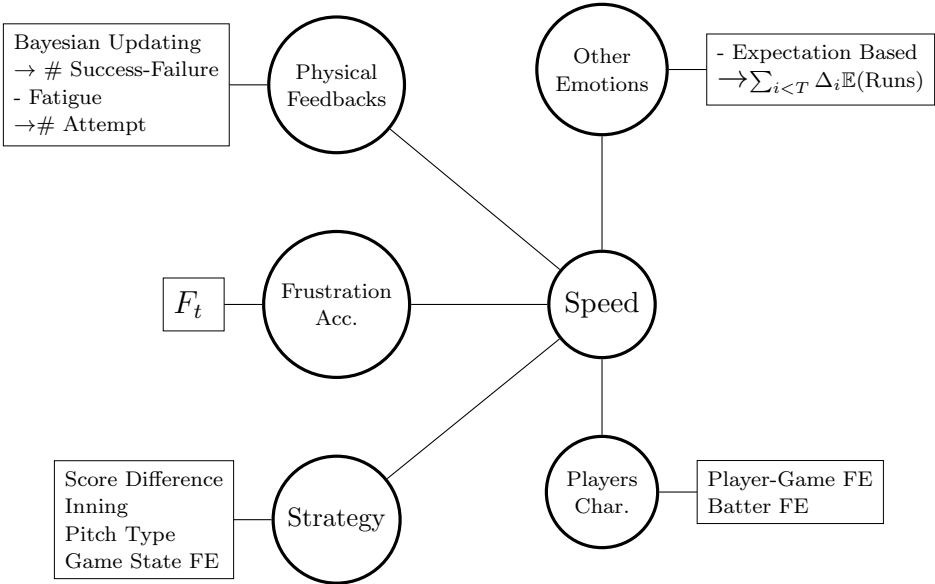 Bayesian Updating
→ # Success-Failure
- Fatigue
→# Attempt
Physical
Feedbacks
Other
Emotions
- Expectation Based
→∑_{i<T} Δ_i𝔼(Runs)
F_t
Frustration
Acc.
Speed
Score Difference
Inning
Pitch Type
Game State FE
Strategy
Players
Char.
Player-Game FE
Batter FE